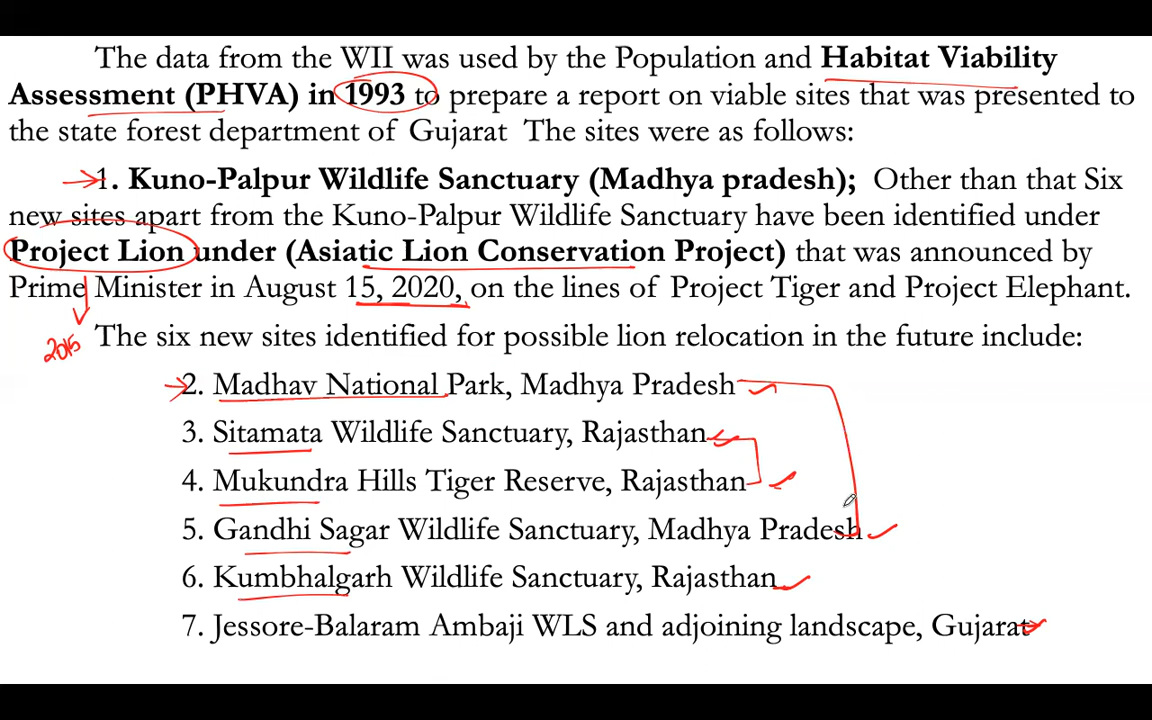 The data from the WII was used by the Population and Habitat Viability
Assessment (PHVA) in 1993 to prepare a report on viable sites that was presented to
the state forest department of Gujarat The sites were as follows:
1. Kuno-Palpur Wildlife Sanctuary (Madhya pradesh); Other than that Six
new sites apart from the Kuno-Palpur Wildlife Sanctuary have been identified under
Project Lion under (Asiatic Lion Conservation Project) that was announced by
Prime Minister in August 15, 2020, on the lines of Project Tiger and Project Elephant.
The six new sites identified for possible lion relocation in the future include:
2015
2. Madhav National Park, Madhya Pradesh
3. Sitamata Wildlife Sanctuary, Rajasthan
4. Mukundra Hills Tiger Reserve, Rajasthan
5. Gandhi Sagar Wildlife Sanctuary, Madhya Pradesh
6. Kumbhalgarh Wildlife Sanctuary, Rajasthan
7. Jessore-Balaram Ambaji WLS and adjoining landscape, Gujarat